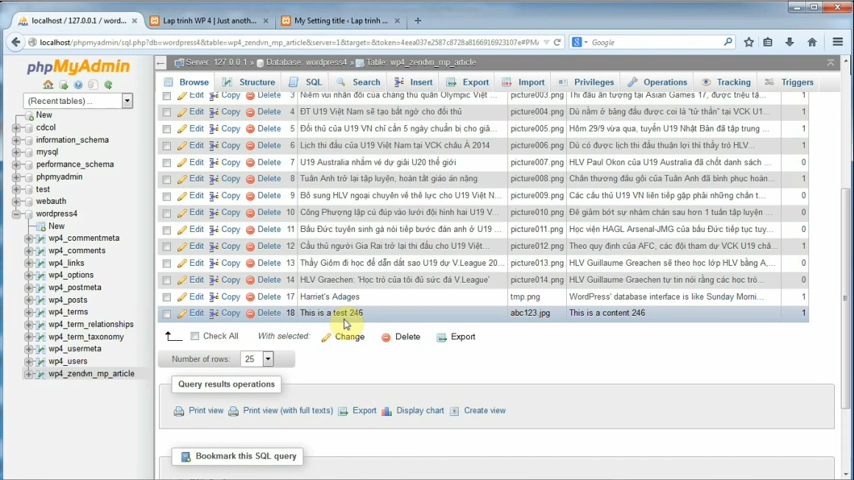 localhost / 127.0.0.1 / word...
Lap trinh WP 4 | Just anoth...
My Setting title ‹ Lap trinh ...
localhost/phpmyadmin/sql.php?db=wordpress4&table=wp4_zendvn_mp_article&server=1&target=&token=
Google
phpMyAdmin
(Recent tables) ...
New
cdcol
information_schema
mysql
performance_schema
phpmyadmin
test
webauth
wordpress4
New
wp4_commentmeta
wp4_comments
wp4_links
wp4_options
wp4_postmeta
wp4_posts
wp4_terms
wp4_term_relationships
wp4_term_taxonomy
wp4_usermeta
wp4_users
wp4_zendvn_mp_article
Server: 127.0.0.1 » Database: wordpress4 » Table: wp4_zendvn_mp_article
Browse Structure SQL Search Insert Export Import Privileges Operations Tracking Triggers
Edit Copy Delete 3 Niềm vui nhân đôi của chàng thủ quân Olympic Việt... picture003.png Thi đấu ấn tượng tại Asian Games 17, được triệu... 1
Edit Copy Delete 4 ĐT U19 Việt Nam sẽ tạo bất ngờ cho đối thủ picture004.png Dù nằm ở bảng đấu được coi là “tử thần” tại VCK U... 1
Edit Copy Delete 5 Đối thủ của U19 VN chỉ cần 5 ngày chuẩn bị cho giả... picture005.png Hôm 29/9 vừa qua, tuyển U19 Nhật Bản đã tập trung ... 1
Edit Copy Delete 6 Lịch thi đấu của U19 Việt Nam tại VCK châu Á 2014 picture006.png Dù có được lịch thi đấu thuận lợi thì thầy trò HLV... 1
Edit Copy Delete 7 U19 Australia nhắm vé dự giải U20 thế giới picture007.png HLV Paul Okon của U19 Australia đã chốt danh sách ... 0
Edit Copy Delete 8 Tuấn Anh trở lại tập luyện, hoàn tất giáo án nặng picture008.png Chấn thương đầu gối của Tuấn Anh đã bình phục hoàn... 0
Edit Copy Delete 9 Bổ sung HLV ngoại chuyên về thể lực cho U19 Việt N... picture009.png Các cầu thủ U19 VN liên tiếp gặp phải những chấn t... 0
Edit Copy Delete 10 Công Phượng lập cú đúp vào lưới đội hình hai U19 V... picture010.png Để giảm bớt sự nhàm chán sau hơn 1 tuần tập luyện ... 0
Edit Copy Delete 11 Bầu Đức tuyển sinh gà nòi tiếp bước đàn anh ở U19 ... picture011.png Học viện HAGL Arsenal-JMG của bầu Đức tiếp tục tuy... 0
Edit Copy Delete 12 Cầu thủ người Gia Rai trở lại thi đấu cho U19 Việt... picture012.png Theo quy định của AFC, các đội tham dự VCK U19 châ... 0
Edit Copy Delete 13 Thầy Giôm đi học để dẫn dắt sao U19 dự V.League 20... picture013.png HLV Guillaume Graechen sẽ theo học lớp HLV bằng A,... 0
Edit Copy Delete 14 HLV Graechen: 'Học trò của tôi đủ sức đá V.League' picture014.png HLV Guillaume Graechen tự tin nói rằng các học trò... 0
Edit Copy Delete 17 Harriet's Adages tmp.png WordPress' database interface is like Sunday Morni... 1
Edit Copy Delete 18 This is a test 246 abc123.jpg This is a content 246 1
Check All With selected: Change Delete Export
Number of rows: 25
Query results operations
Print view Print view (with full texts) Export Display chart Create view
Bookmark this SQL query